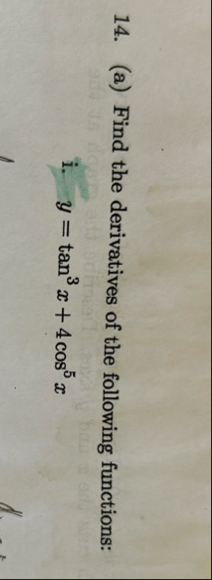 14. (a) Find the derivatives of the following functions:
i. y = tan³ x + 4 cos⁵ x